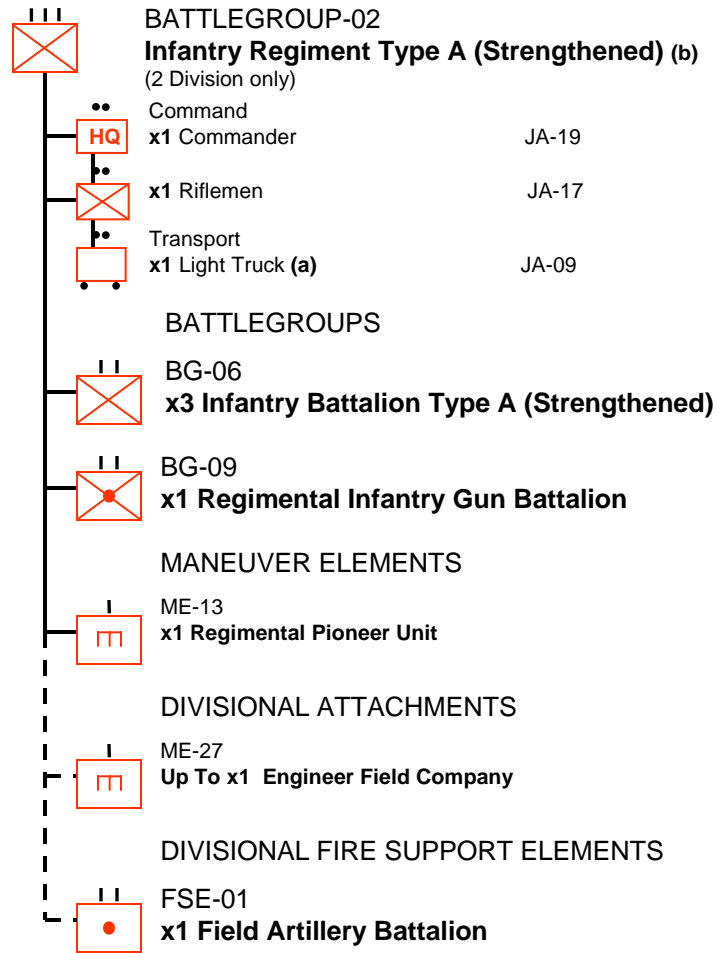 BATTLEGROUP-02
Infantry Regiment Type A (Strengthened) (b)
(2 Division only)
Command
HQ
x1 Commander JA-19
x1 Riflemen JA-17
Transport
x1 Light Truck (a) JA-09
BATTLEGROUPS
BG-06
x3 Infantry Battalion Type A (Strengthened)
BG-09
x1 Regimental Infantry Gun Battalion
MANEUVER ELEMENTS
ME-13
x1 Regimental Pioneer Unit
DIVISIONAL ATTACHMENTS
ME-27
Up To x1 Engineer Field Company
DIVISIONAL FIRE SUPPORT ELEMENTS
FSE-01
x1 Field Artillery Battalion